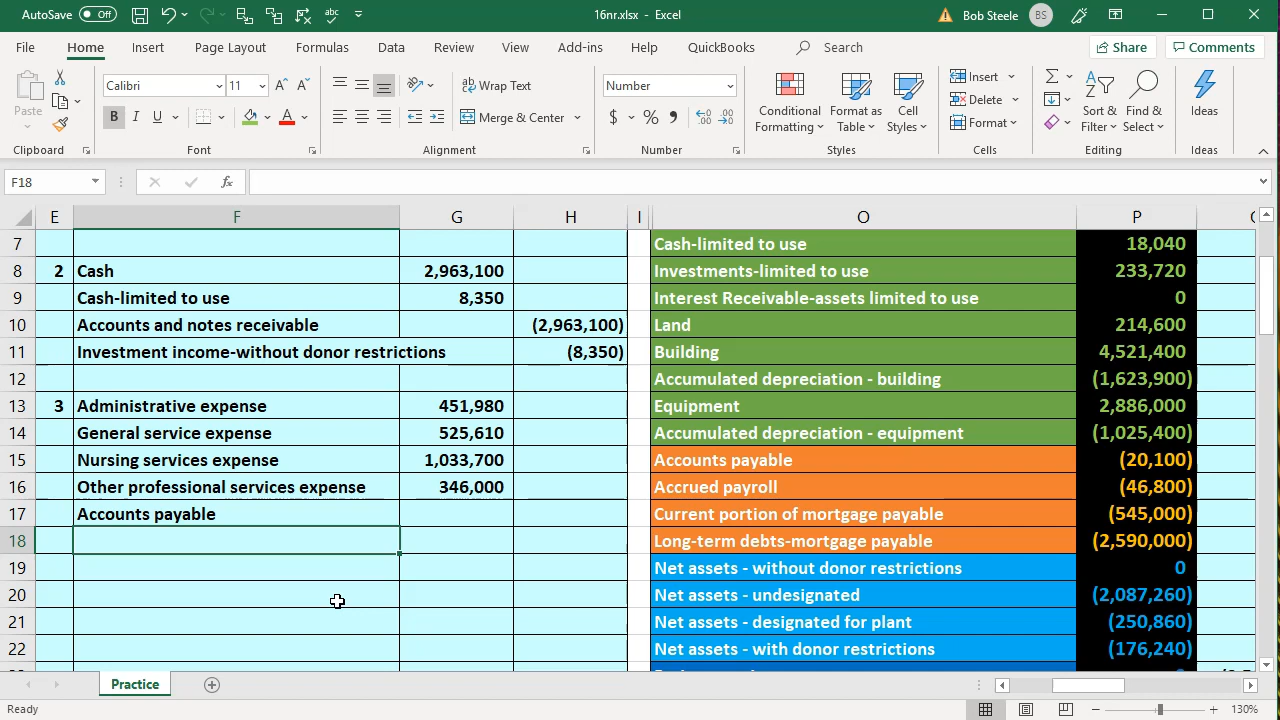 AutoSave Off 16nr.xlsx - Excel Bob Steele BS
File Home Insert Page Layout Formulas Data Review View Add-ins Help QuickBooks Search Share Comments
Paste Calibri 11 A A Wrap Text Number Conditional Formatting Format as Table Cell Styles Insert Sort & Filter Find & Select Ideas
B I U A Merge & Center $ % 9 Delete Format
Clipboard Font Alignment Number Styles Cells Editing Ideas
F18 fx
E F G H I O P
7 Cash-limited to use 18,040
8 2 Cash 2,963,100 Investments-limited to use 233,720
9 Cash-limited to use 8,350 Interest Receivable-assets limited to use 0
10 Accounts and notes receivable (2,963,100) Land 214,600
11 Investment income-without donor restrictions (8,350) Building 4,521,400
12 Accumulated depreciation - building (1,623,900)
13 3 Administrative expense 451,980 Equipment 2,886,000
14 General service expense 525,610 Accumulated depreciation - equipment (1,025,400)
15 Nursing services expense 1,033,700 Accounts payable (20,100)
16 Other professional services expense 346,000 Accrued payroll (46,800)
17 Accounts payable Current portion of mortgage payable (545,000)
18 Long-term debts-mortgage payable (2,590,000)
19 Net assets - without donor restrictions 0
20 Net assets - undesignated (2,087,260)
21 Net assets - designated for plant (250,860)
22 Net assets - with donor restrictions (176,240)
Practice
Ready 130%